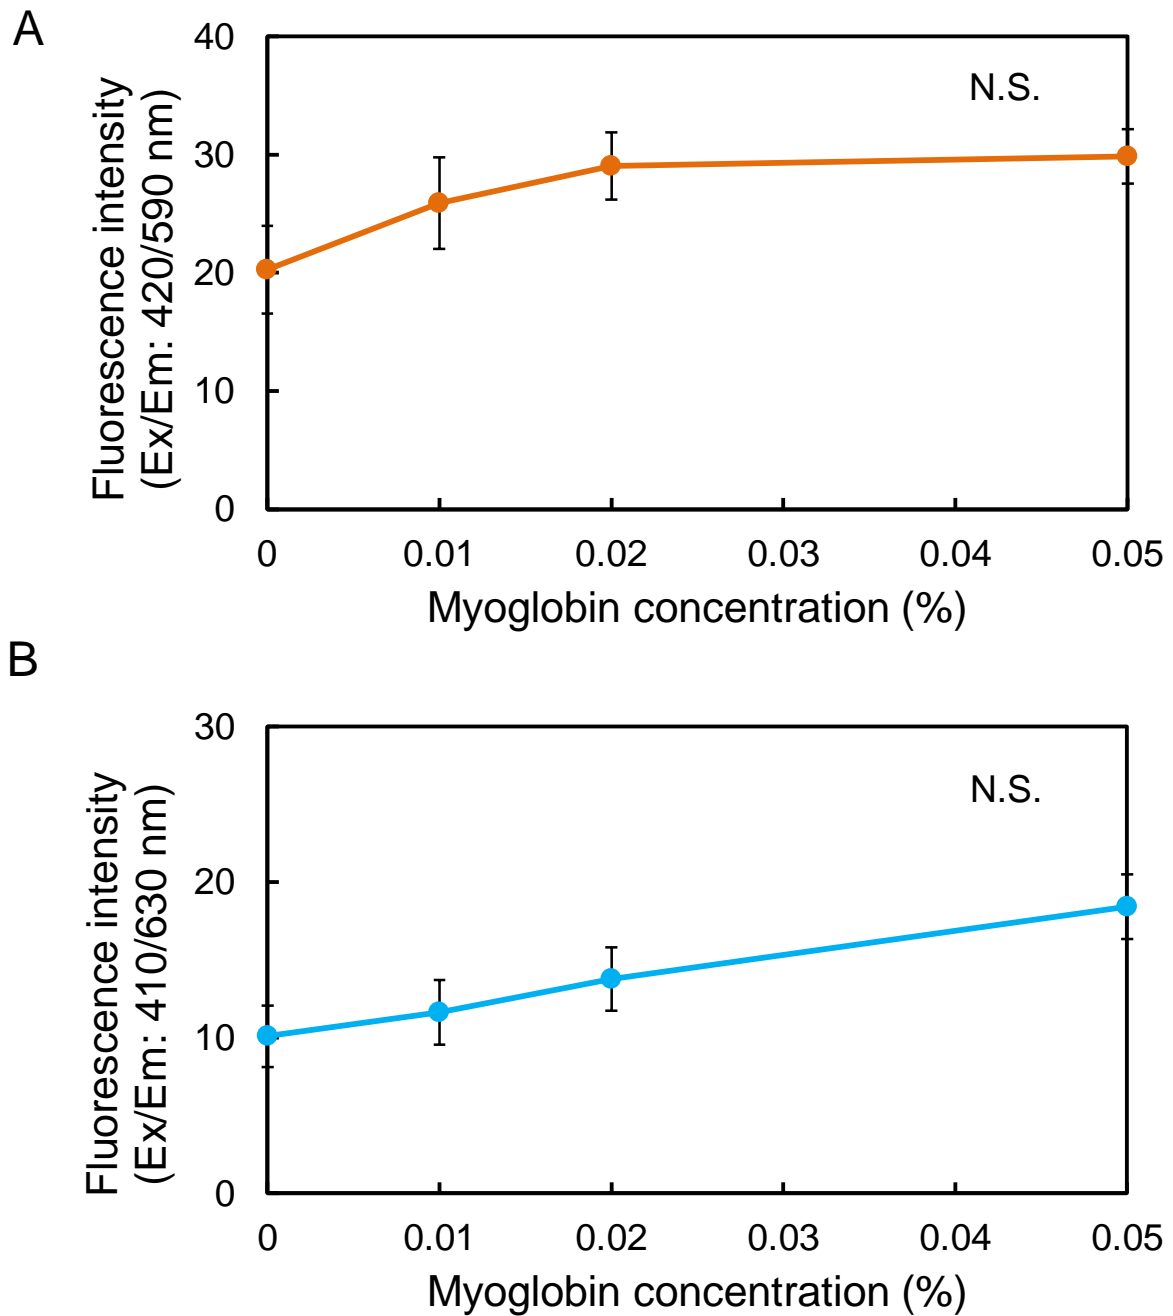 A
Fluorescence intensity
(Ex/Em: 420/590 nm)
40
30
20
10
0
N.S.
0 0.01 0.02 0.03 0.04 0.05
Myoglobin concentration (%)
B
Fluorescence intensity
(Ex/Em: 410/630 nm)
30
20
10
0
N.S.
0 0.01 0.02 0.03 0.04 0.05
Myoglobin concentration (%)